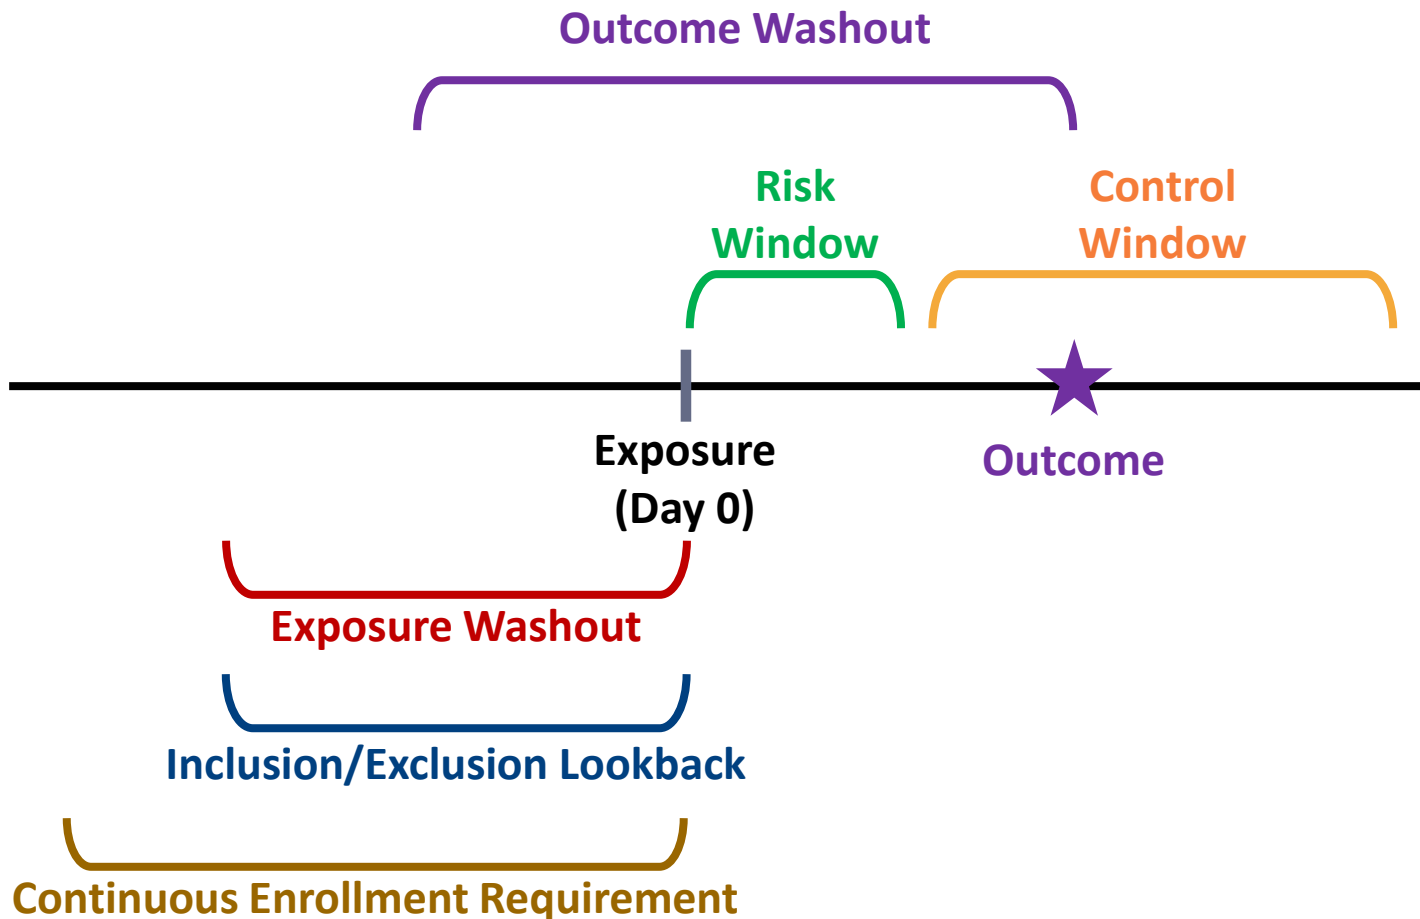 Outcome Washout
Risk
Window
Control
Window
Exposure
(Day 0)
Outcome
Exposure Washout
Inclusion/Exclusion Lookback
Continuous Enrollment Requirement